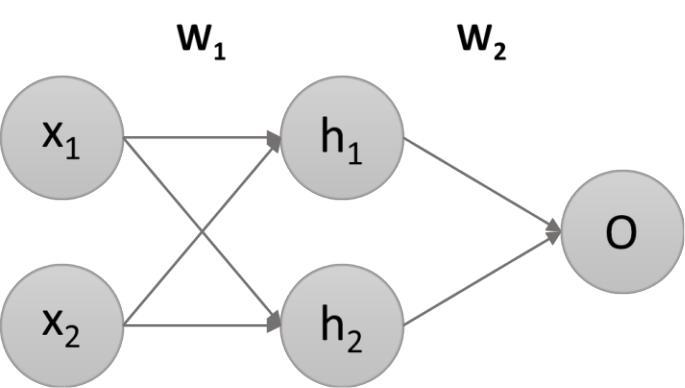 W₁ W₂
x₁ h₁
O
x₂ h₂